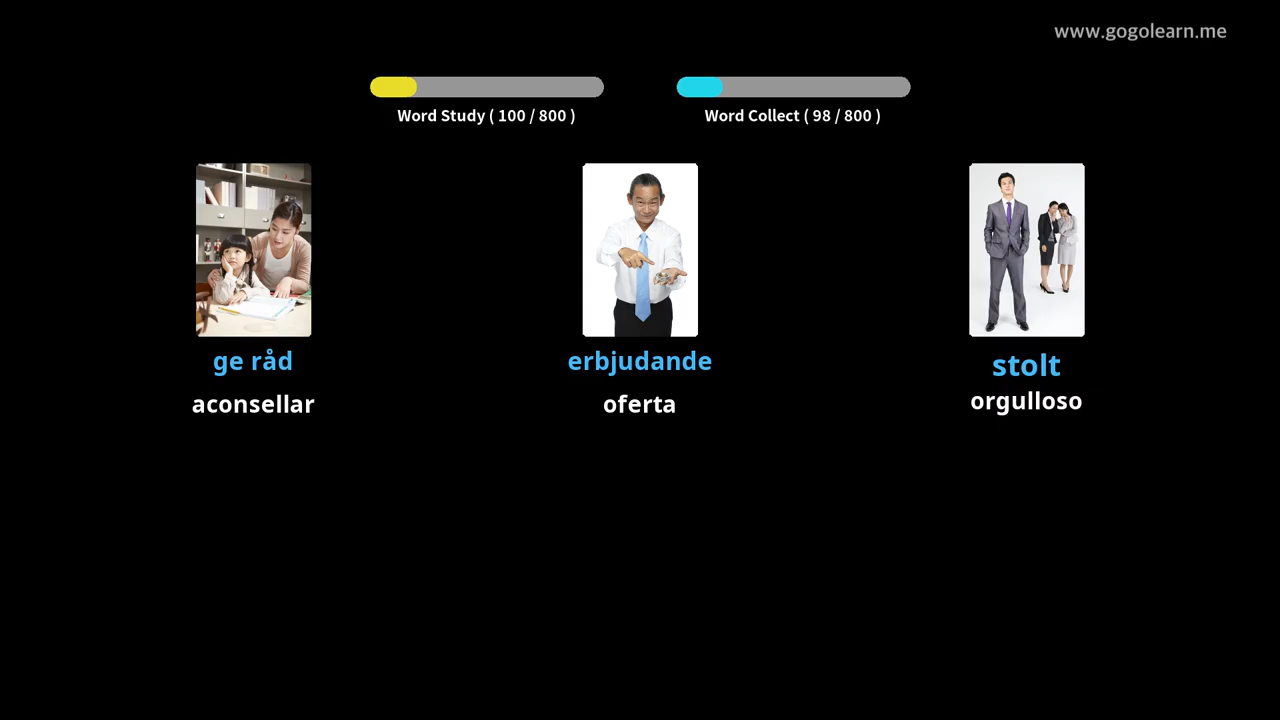 www.gogolearn.me
Word Study ( 100 / 800 )
Word Collect ( 98 / 800 )
ge råd
erbjudande
stolt
aconsellar
oferta
orgulloso